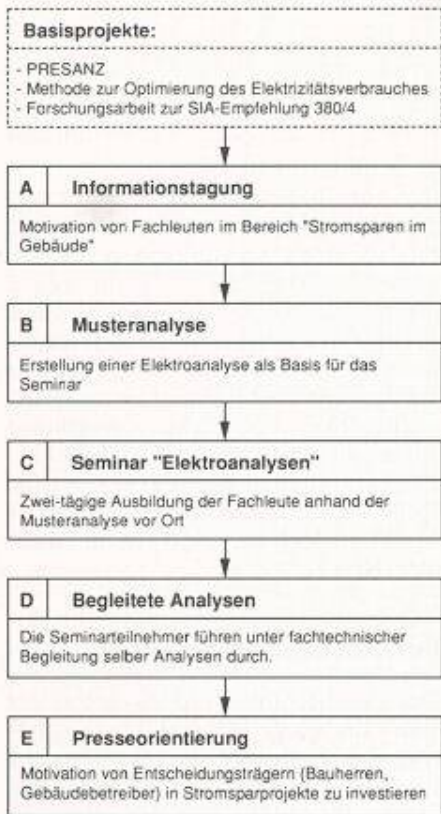 Basisprojekte:
- PRESANZ
- Methode zur Optimierung des Elektrizitätsverbrauches
- Forschungsarbeit zur SIA-Empfehlung 380/4
A Informationstagung
Motivation von Fachleuten im Bereich "Stromsparen im
Gebäude"
B Musteranalyse
Erstellung einer Elektroanalyse als Basis für das
Seminar
C Seminar "Elektroanalysen"
Zwei-tägige Ausbildung der Fachleute anhand der
Musteranalyse vor Ort
D Begleitete Analysen
Die Seminarteilnehmer führen unter fachtechnischer
Begleitung selber Analysen durch.
E Presseorientierung
Motivation von Entscheidungsträgern (Bauherren,
Gebäudebetreiber) in Stromsparprojekte zu investieren